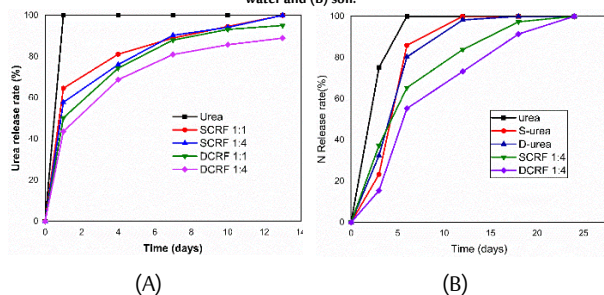 water and (B) soil.
100
80
60
40
20
0
Urea release rate (%)
Urea
SCRF 1:1
SCRF 1:4
DCRF 1:1
DCRF 1:4
0 2 4 6 8 10 12 14
Time (days)
(A)
100
80
60
40
20
0
N Release rate(%)
urea
S-urea
D-urea
SCRF 1:4
DCRF 1:4
0 5 10 15 20 25
Time (days)
(B)